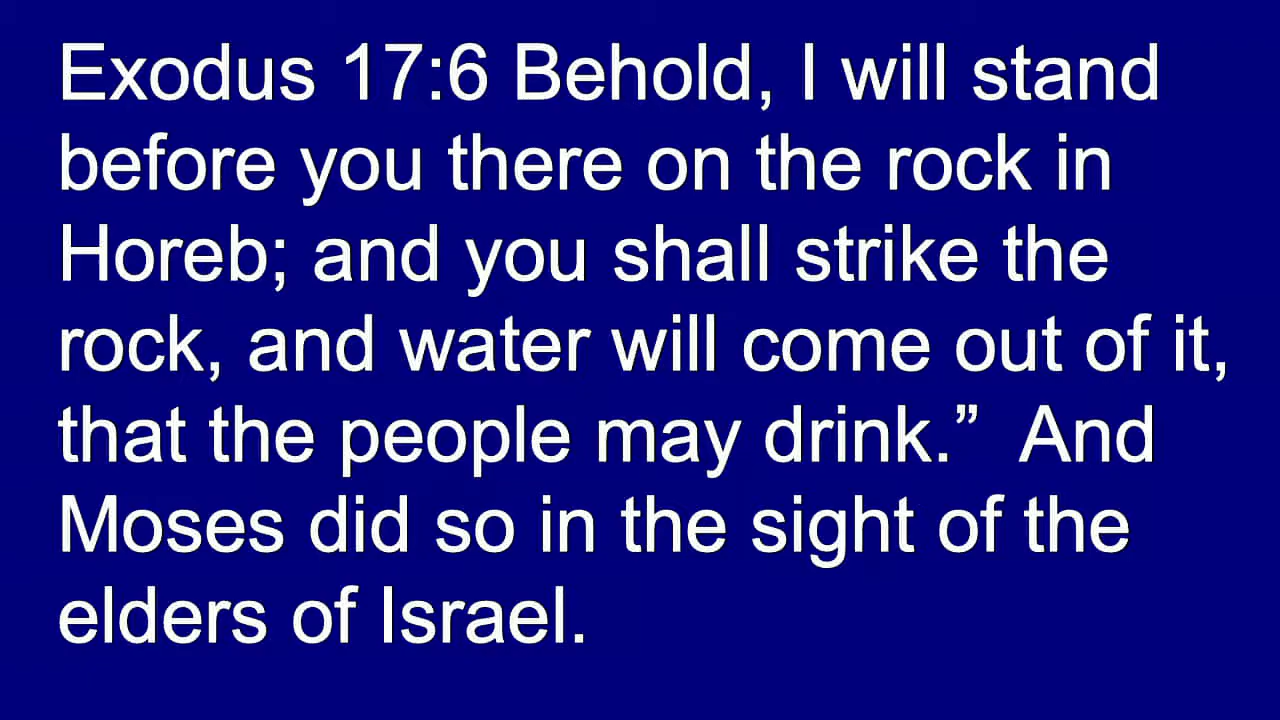 Exodus 17:6 Behold, I will stand
before you there on the rock in
Horeb; and you shall strike the
rock, and water will come out of it,
that the people may drink.”  And
Moses did so in the sight of the
elders of Israel.